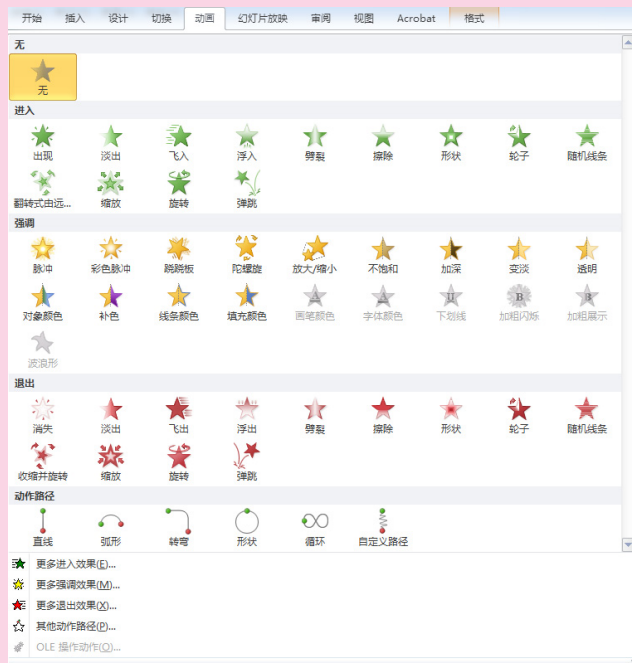 开始 插入 设计 切换 动画 幻灯片放映 审阅 视图 Acrobat 格式
无
无
进入
出现 淡出 飞入 浮入 劈裂 擦除 形状 轮子 随机线条
翻转式由远... 缩放 旋转 弹跳
强调
脉冲 彩色脉冲 跷跷板 陀螺旋 放大/缩小 不饱和 加深 变淡 透明
对象颜色 补色 线条颜色 填充颜色 画笔颜色 字体颜色 下划线 加粗闪烁 加粗展示
波浪形
退出
消失 淡出 飞出 浮出 劈裂 擦除 形状 轮子 随机线条
收缩并旋转 缩放 旋转 弹跳
动作路径
直线 弧形 转弯 形状 循环 自定义路径
更多进入效果(E)...
更多强调效果(M)...
更多退出效果(X)...
其他动作路径(P)...
OLE 操作动作(O)...